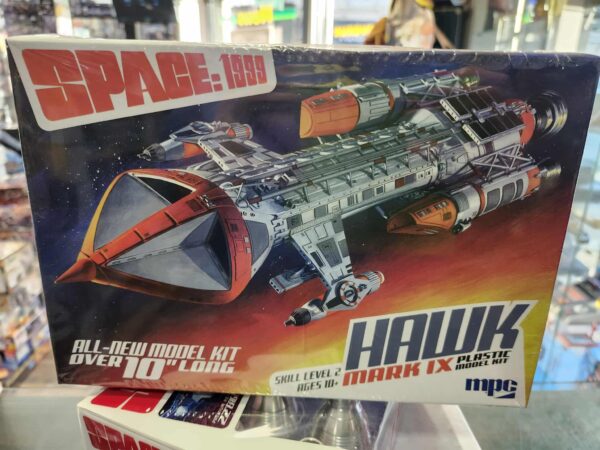 SPACE: 1999
ALL-NEW MODEL KIT
OVER 10" LONG
SKILL LEVEL 2
AGES 10+
HAWK
MARK IX
PLASTIC
MODEL KIT
mpc
SPACE: